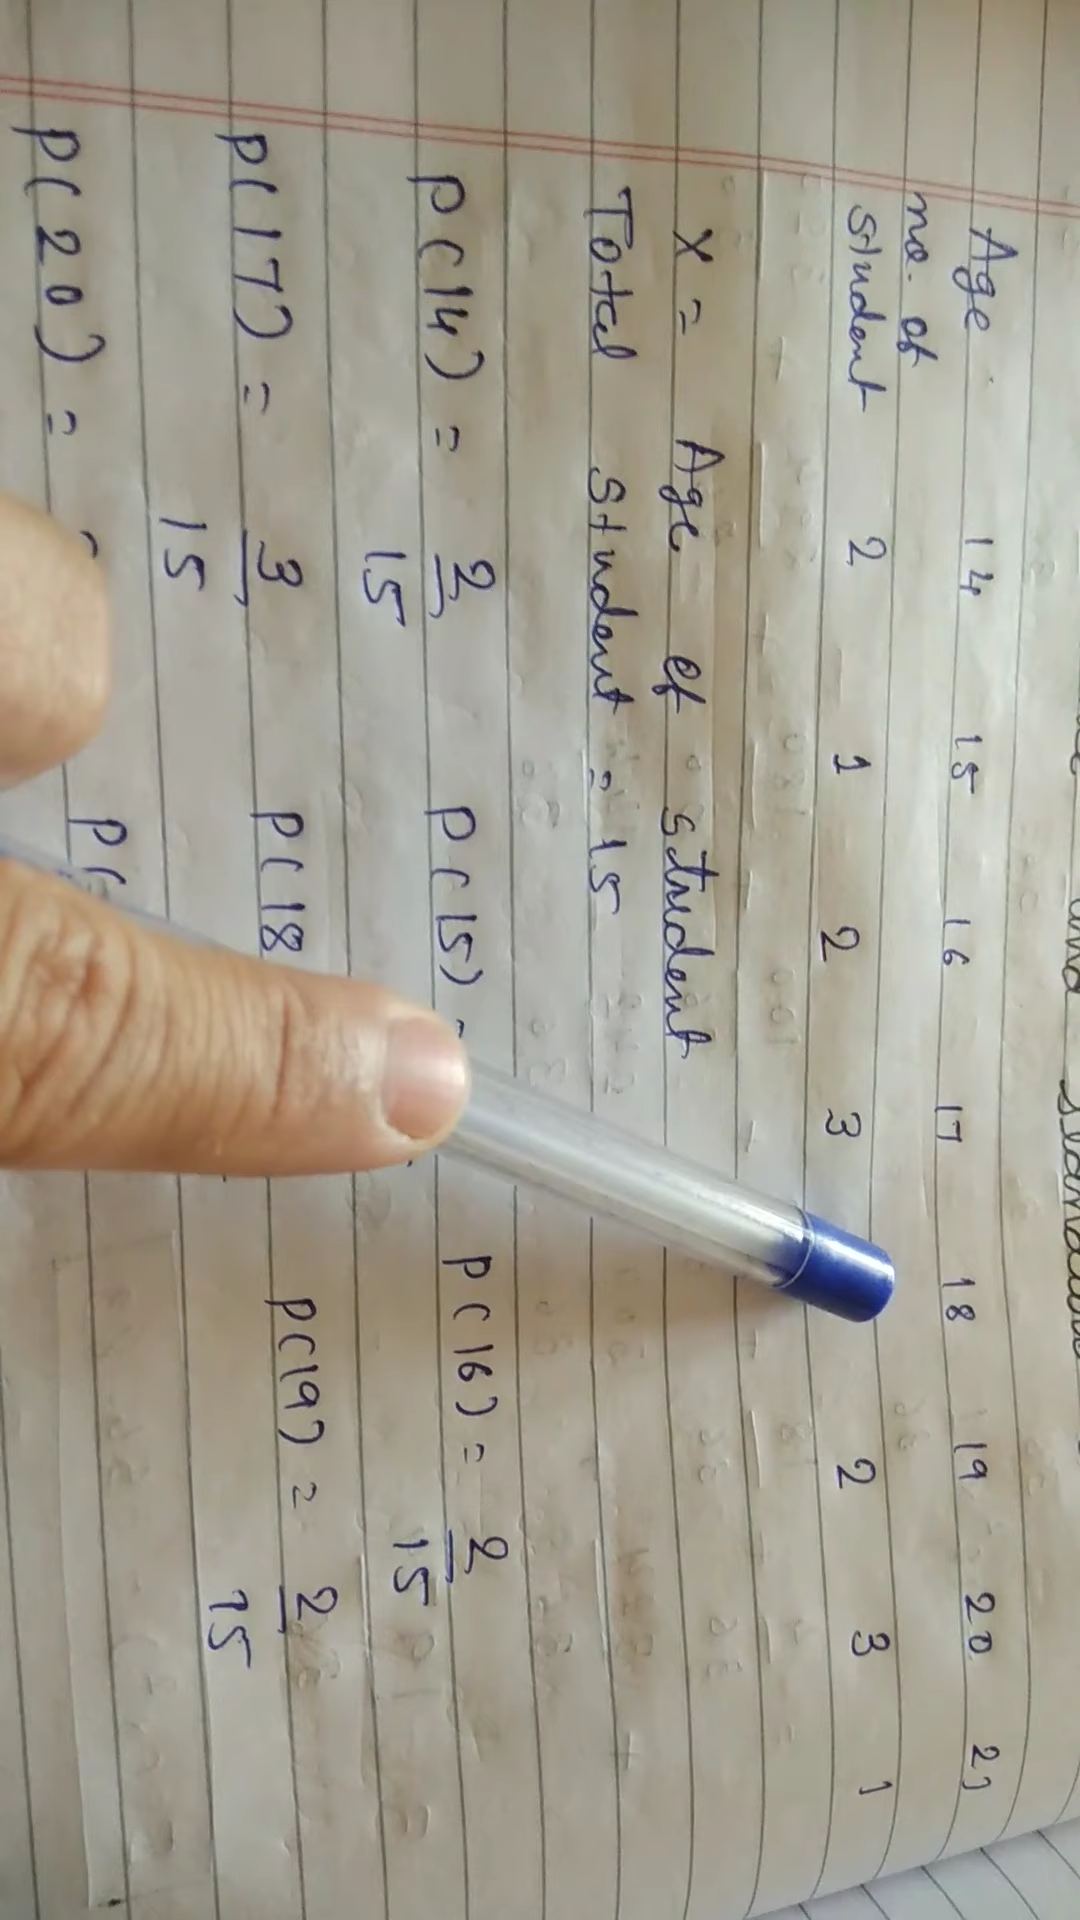 Age 14 15 16 17 18 19 20 21
no. of
student 2 1 2 3 2 3 1
X = Age of student
Total student = 15
P(14) = 2/15 P(15) = P(16) = 2/15
P(17) = 3/15 P(18 P(19) = 2/15
P(20) = P(